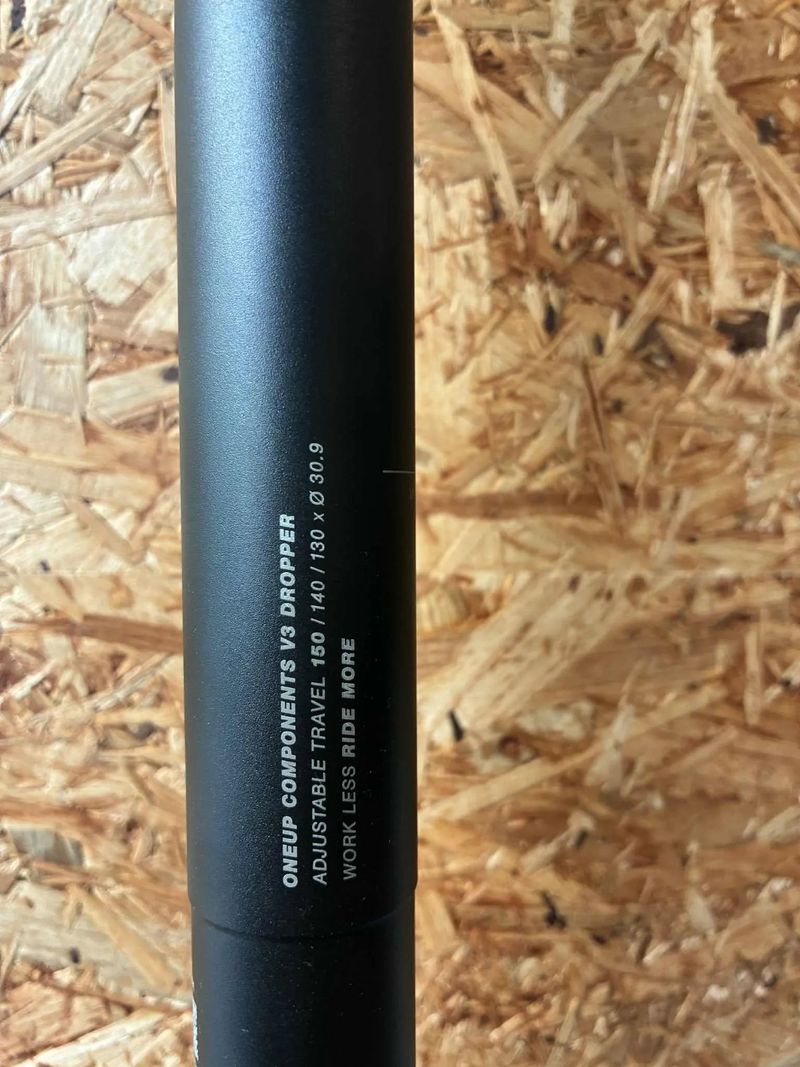 ONEUP COMPONENTS V3 DROPPER
ADJUSTABLE TRAVEL 150 / 140 / 130 x Ø 30.9
WORK LESS RIDE MORE